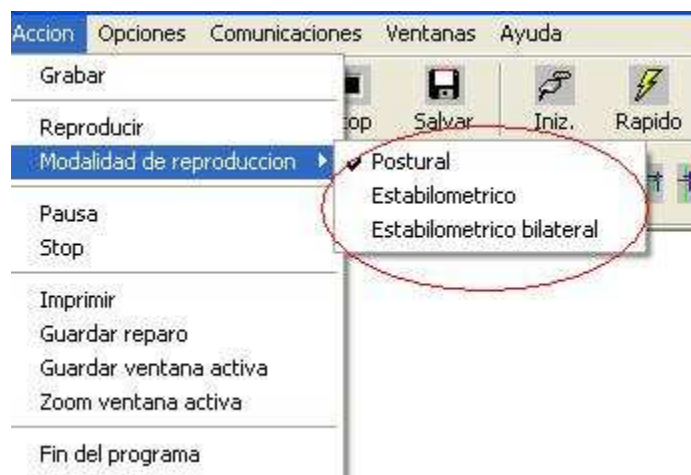 Accion Opciones Comunicaciones Ventanas Ayuda
Grabar
Salvar Iniz. Rapido
Reproducir
Modalidad de reproduccion
Postural
Estabilometrico
Estabilometrico bilateral
Pausa
Stop
Imprimir
Guardar reparo
Guardar ventana activa
Zoom ventana activa
Fin del programa